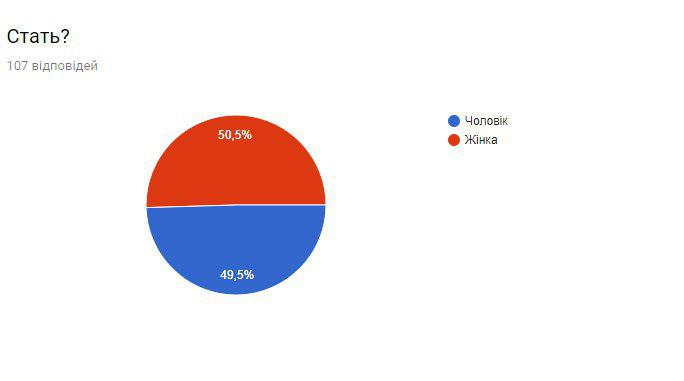 Стать?
107 відповідей
50,5%
49,5%
Чоловік
Жінка